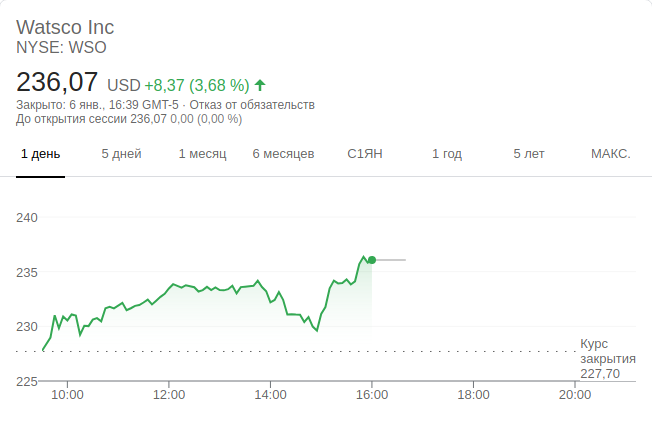 Watsco Inc
NYSE: WSO
236,07 USD +8,37 (3,68 %)
Закрыто: 6 янв., 16:39 GMT-5 · Отказ от обязательств
До открытия сессии 236,07 0,00 (0,00 %)
1 день 5 дней 1 месяц 6 месяцев С1ЯН 1 год 5 лет МАКС.
240
235
230
Курс
закрытия
227,70
225
10:00 12:00 14:00 16:00 18:00 20:00